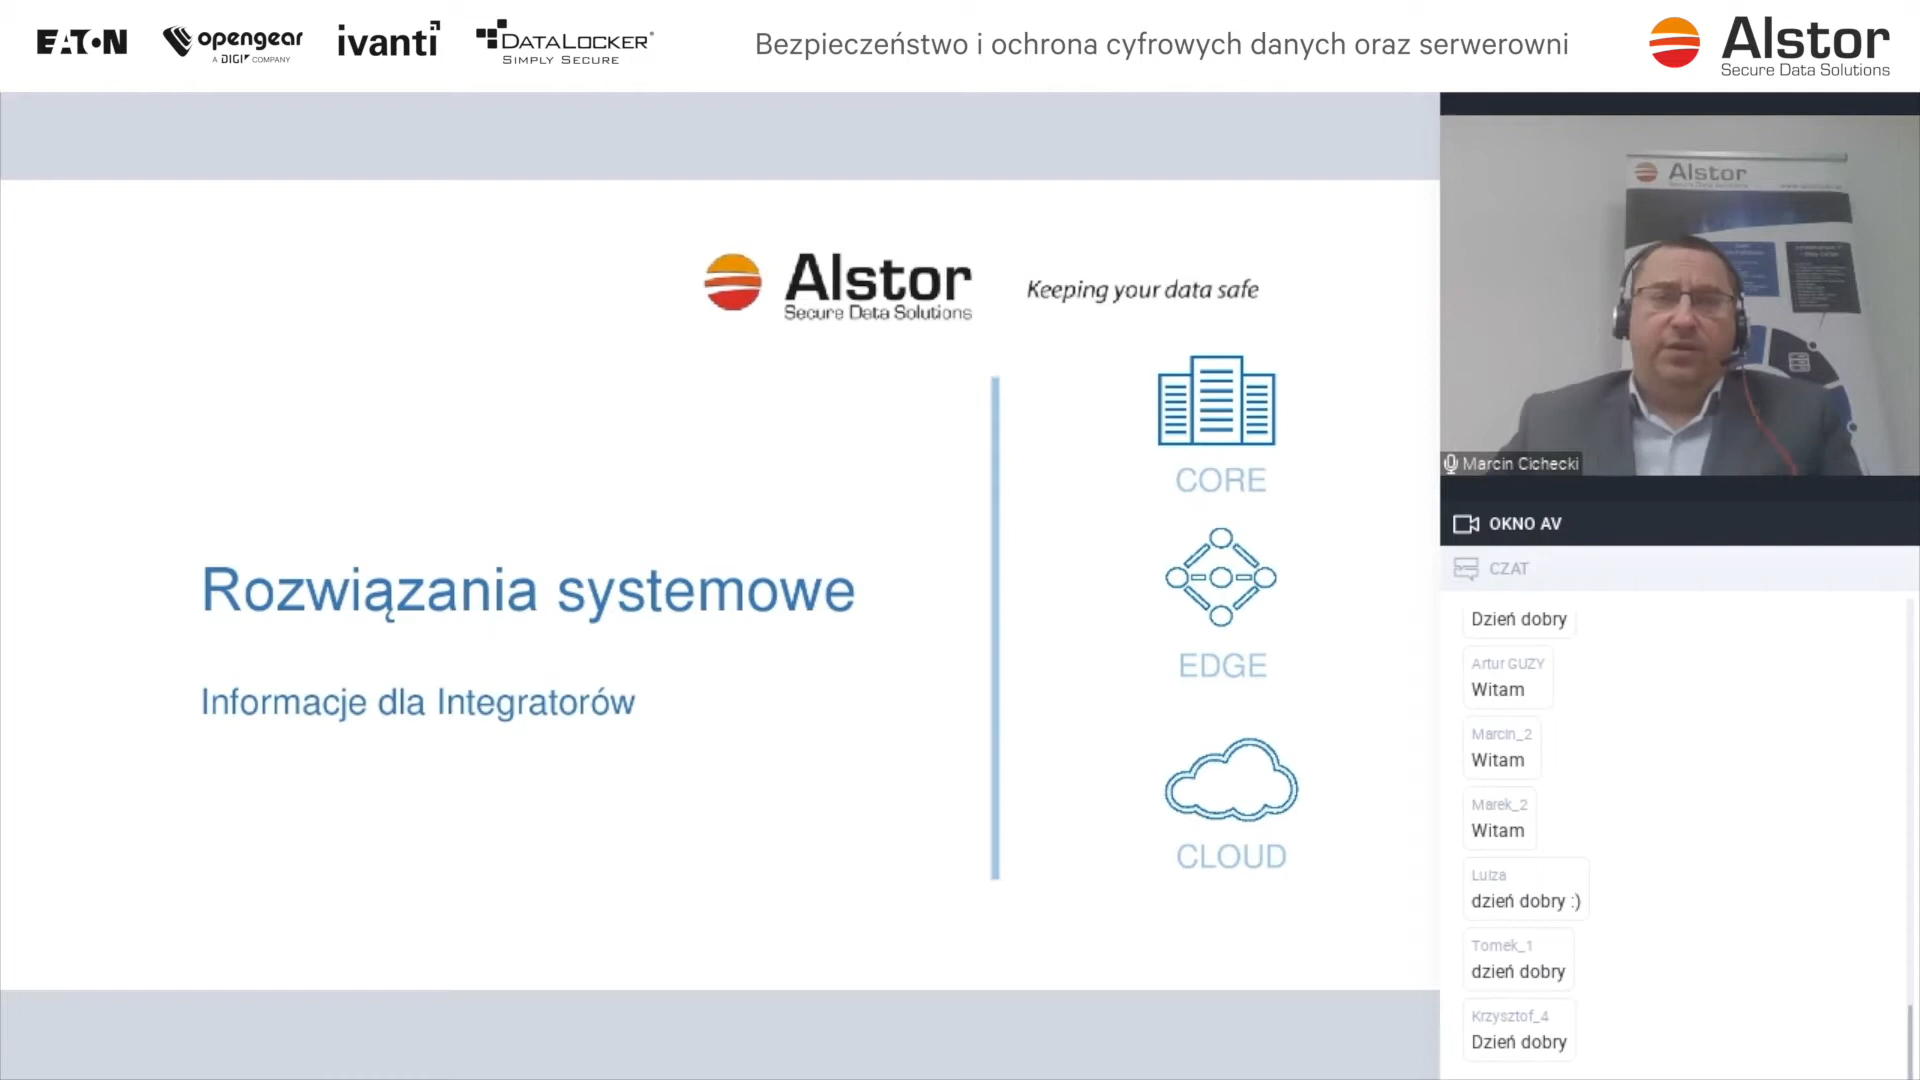 EATON
opengear
A DIGI COMPANY
ivanti
DATALOCKER
SIMPLY SECURE
Bezpieczeństwo i ochrona cyfrowych danych oraz serwerowni
Alstor
Secure Data Solutions
Alstor
Secure Data Solutions
Keeping your data safe
CORE
EDGE
CLOUD
Rozwiązania systemowe
Informacje dla Integratorów
Alstor
Marcin Cichecki
OKNO AV
CZAT
Dzień dobry
Artur GUZY
Witam
Marcin_2
Witam
Marek_2
Witam
Luiza
dzień dobry :)
Tomek_1
dzień dobry
Krzysztof_4
Dzień dobry